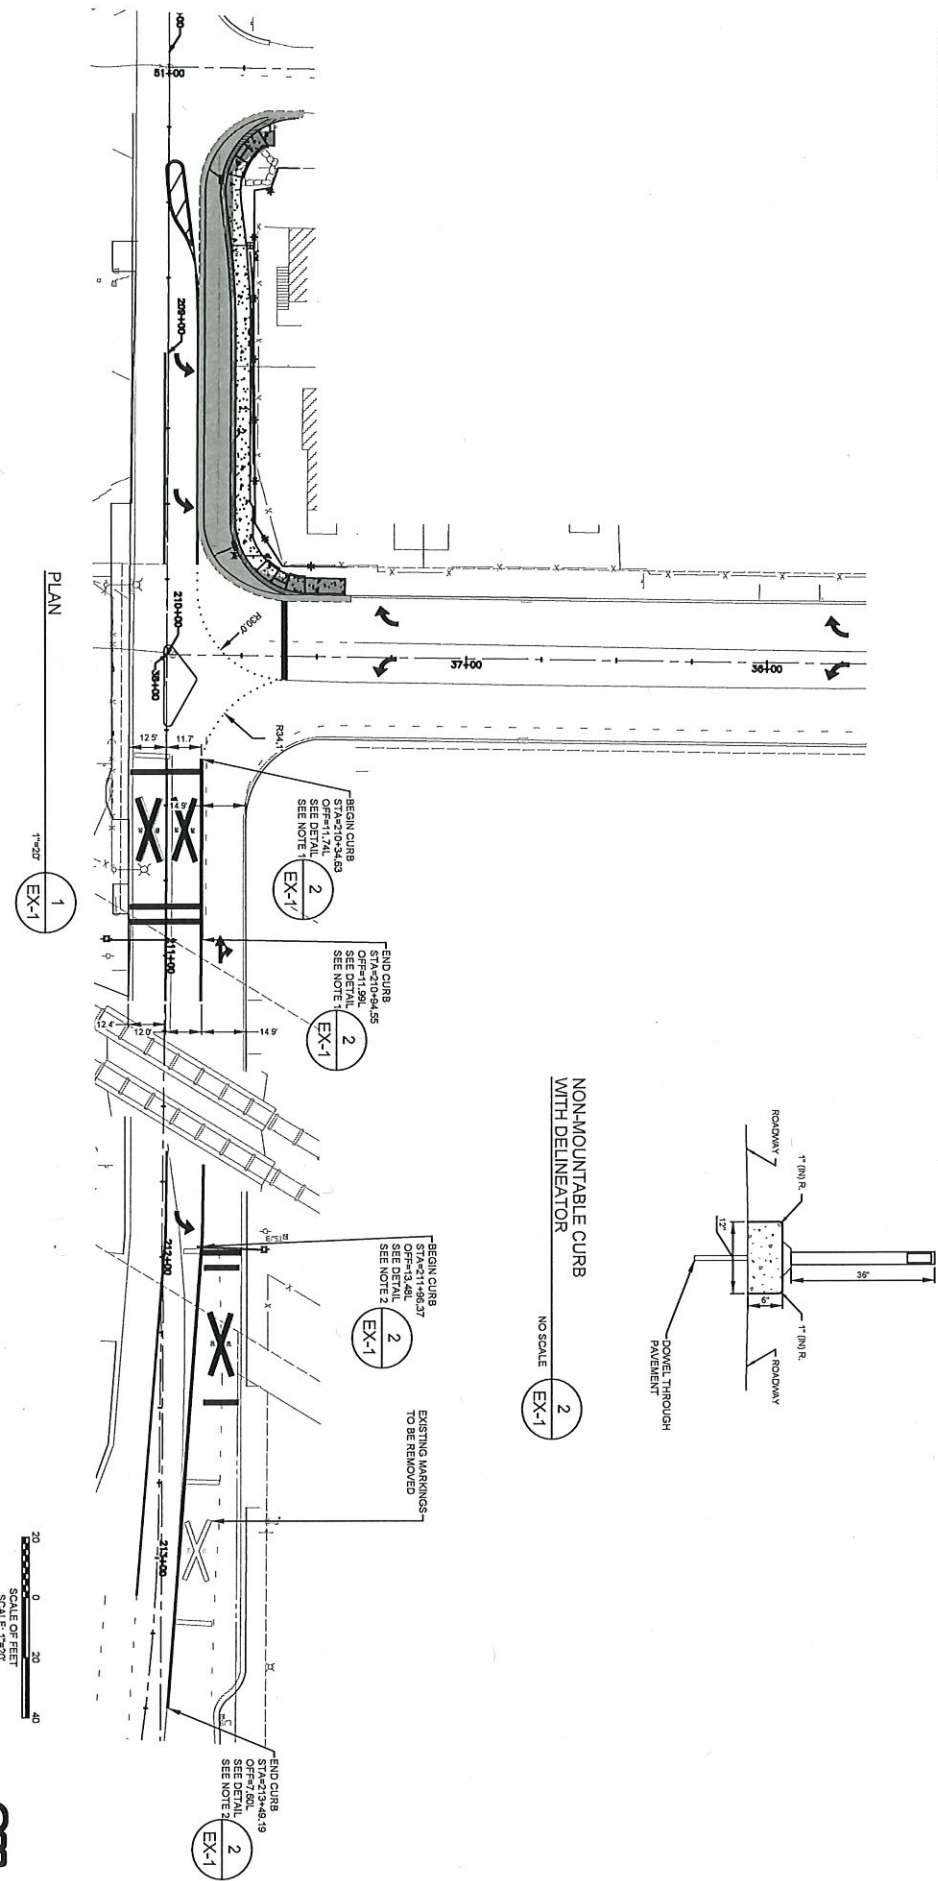 ROADWAY
1" (IN) R.
12"
6"
36"
1" (IN) R.
ROADWAY
DOWEL THROUGH
PAVEMENT
NON-MOUNTABLE CURB
WITH DELINEATOR
NO SCALE
2
EX-1
51+00
209+00
210+00
38+00
37+00
36+00
R30.0'
12.5'
11.7'
14.9'
BEGIN CURB
STA=210+34.63
OFF=11.74L
SEE DETAIL
SEE NOTE 1
2
EX-1
211+00
END CURB
STA=210+94.55
OFF=11.99L
SEE DETAIL
SEE NOTE 1
2
EX-1
12.4'
12.0'
14.9'
212+00
BEGIN CURB
STA=211+96.37
OFF=13.48L
SEE DETAIL
SEE NOTE 2
2
EX-1
EXISTING MARKINGS
TO BE REMOVED
213+00
END CURB
STA=213+49.19
OFF=7.60L
SEE DETAIL
SEE NOTE 2
2
EX-1
PLAN
1"=20'
1
EX-1
20
0
20
40
SCALE OF FEET
SCALE: 1"=20'